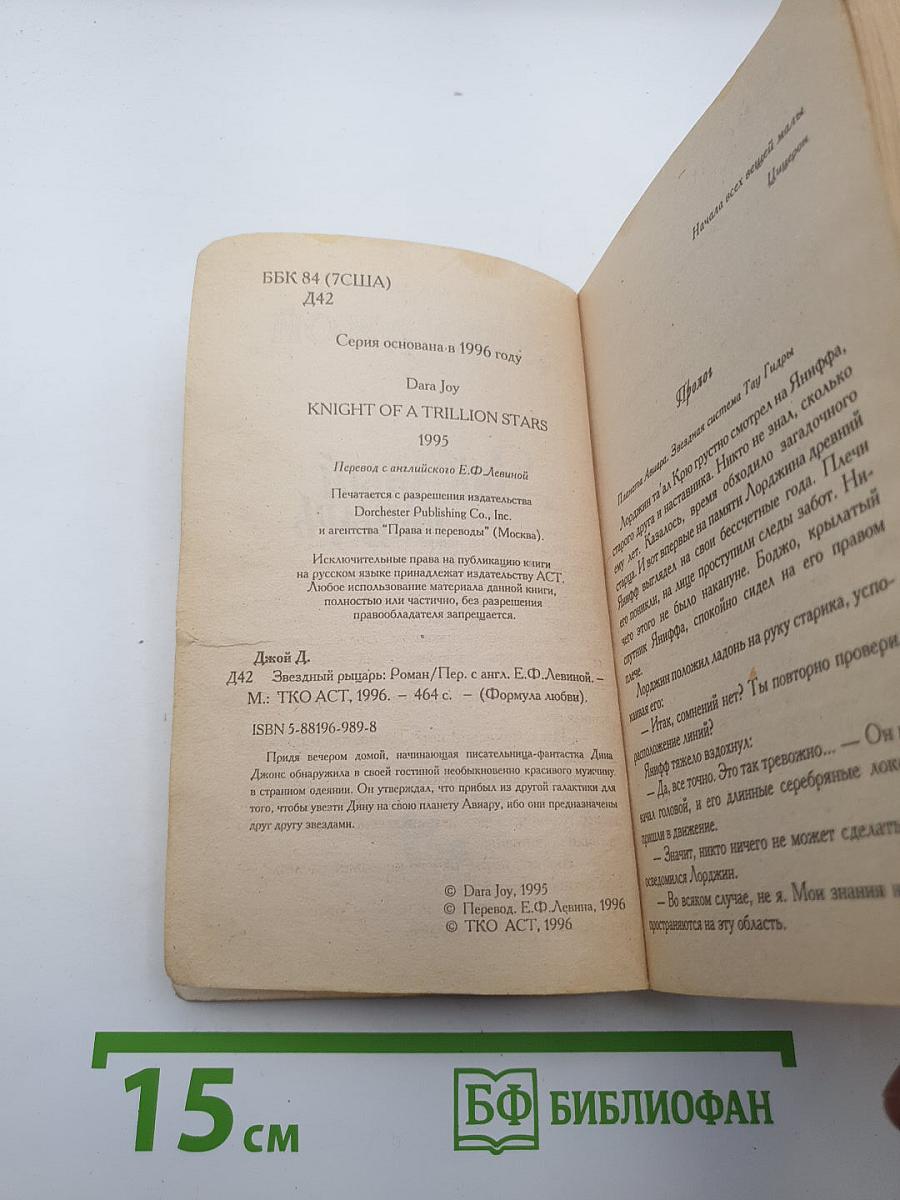 ББК 84 (7США)
Д42
Серия основана в 1996 году
Dara Joy
KNIGHT OF A TRILLION STARS
1995
Перевод с английского Е.Ф.Левиной
Печатается с разрешения издательства
Dorchester Publishing Co., Inc.
и агентства "Права и переводы" (Москва).
Исключительные права на публикацию книги
на русском языке принадлежат издательству АСТ.
Любое использование материала данной книги,
полностью или частично, без разрешения
правообладателя запрещается.
Джой Д.
Д42 Звездный рыцарь: Роман/Пер. с англ. Е.Ф.Левиной. –
М.: ТКО АСТ, 1996. – 464 с. – (Формула любви).
ISBN 5-88196-989-8
Придя вечером домой, начинающая писательница-фантастка Дина
Джонс обнаружила в своей гостиной необыкновенно красивого мужчину
в странном одеянии. Он утверждал, что прибыл из другой галактики для
того, чтобы увезти Дину на свою планету Авиару, ибо они предназначены
друг другу звездами.
© Dara Joy, 1995
© Перевод. Е.Ф.Левина, 1996
© ТКО АСТ, 1996
Начала всех вещей малы.
Цицерон
Пролог
Планета Авиара. Звездная система Тау Гидры
Лорджин та'ал Крю грустно смотрел на Яниффа,
старого друга и наставника. Никто не знал, сколько
ему лет. Казалось, время обходило загадочного
старца. И вот впервые на памяти Лорджина древний
Янифф выглядел на свои бессчетные года. Плечи
его поникли, на лице проступили следы забот. Ни-
чего этого не было накануне. Боджо, крылатый
спутник Яниффа, спокойно сидел на его правом
плече.
Лорджин положил ладонь на руку старика, успо-
каивая его:
– Итак, сомнений нет? Ты повторно проверил
расположение линий?
Янифф тяжело вздохнул:
– Да, все точно. Это так тревожно... – Он
качал головой, и его длинные серебряные
пришли в движение.
– Значит, никто ничего не может сделать
осведомился Лорджин.
– Во всяком случае, не я. Мои знания
пространяются на эту область.
15 см
БФ БИБЛИОФАН